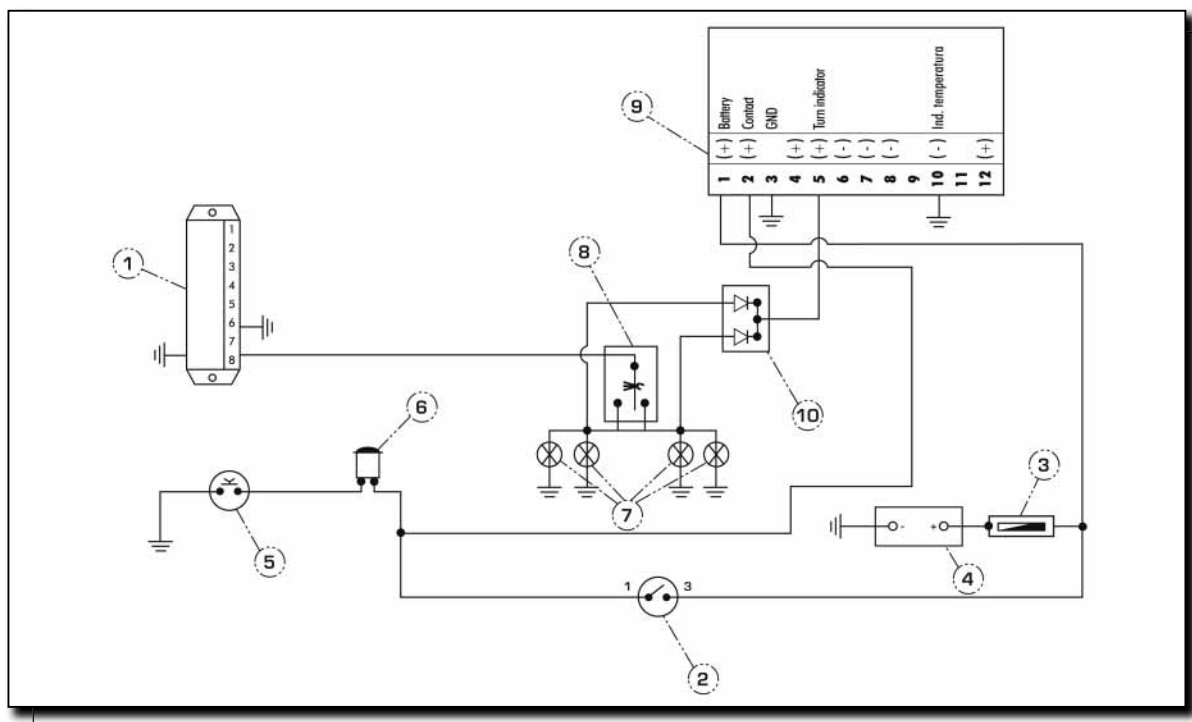 Battery
Contact
GND
Turn indicator
Ind. temperatura
(+) (+) (+) (+) (-) (-) (-) (-) (+)
1 2 3 4 5 6 7 8 9 10 11 12
9
1
2
3
4
5
6
7
8
1
8
10
6
7
5
- +
3
4
1 3
2